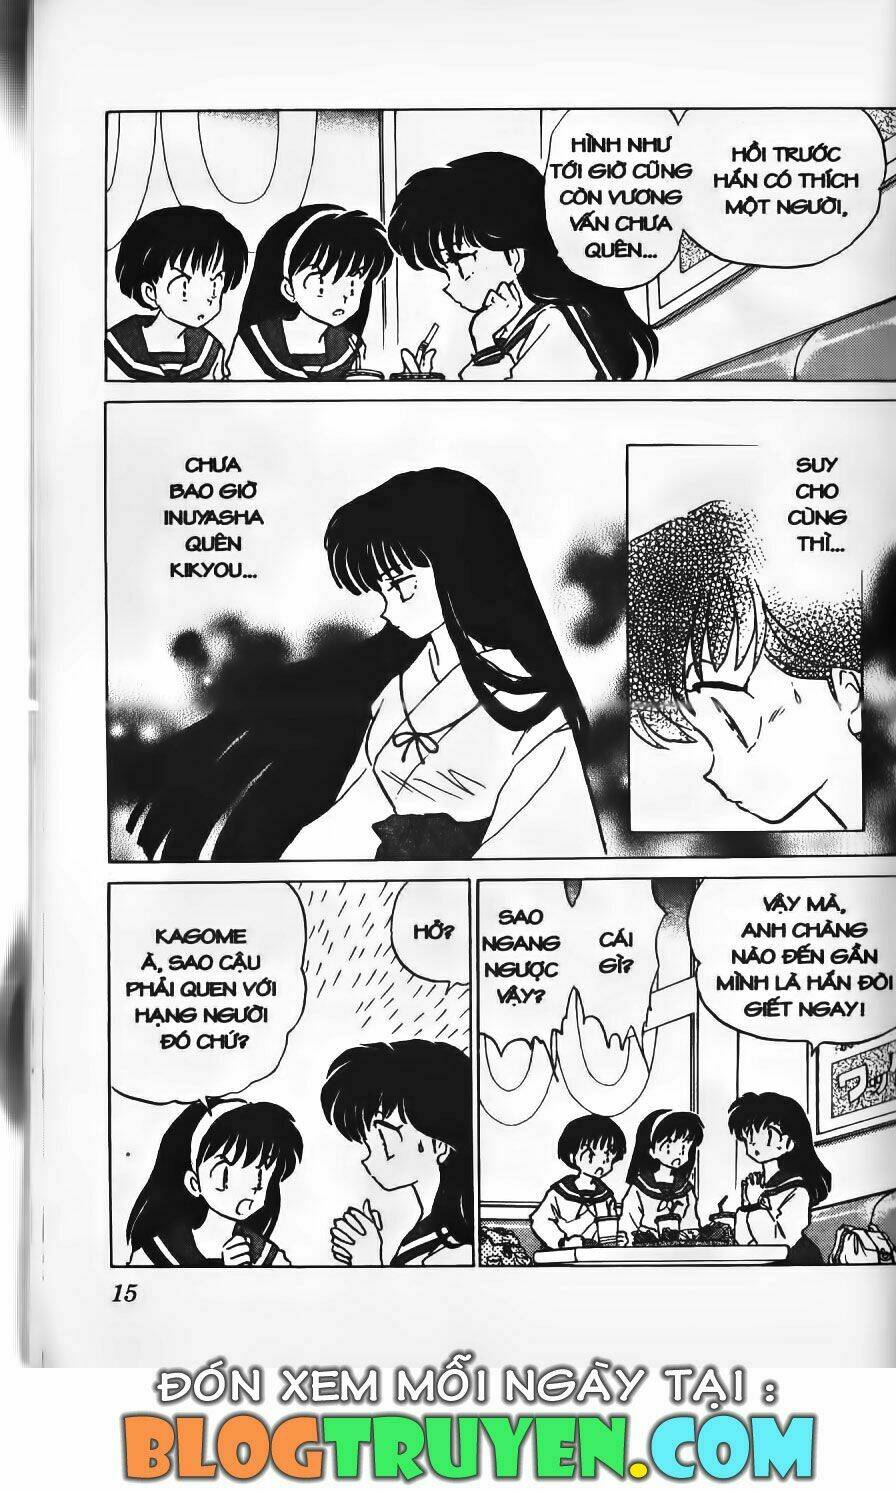 HỒI TRƯỚC
HẮN CÓ THÍCH
MỘT NGƯỜI,
HÌNH NHƯ
TỚI GIỜ CŨNG
CÒN VƯƠNG
VẤN CHƯA
QUÊN...
SUY
CHO
CÙNG
THÌ...
CHƯA
BAO GIỜ
INUYASHA
QUÊN
KIKYOU...
VẬY MÀ,
ANH CHÀNG
NÀO ĐẾN GẦN
MÌNH LÀ HẮN ĐÒI
GIẾT NGAY!
CÁI
GÌ?
SAO
NGANG
NGƯỢC
VẬY?
HỞ?
KAGOME
À, SAO CẬU
PHẢI QUEN VỚI
HẠNG NGƯỜI
ĐÓ CHỨ?
15
ĐÓN XEM MỖI NGÀY TẠI :
BLOGTRUYEN.COM